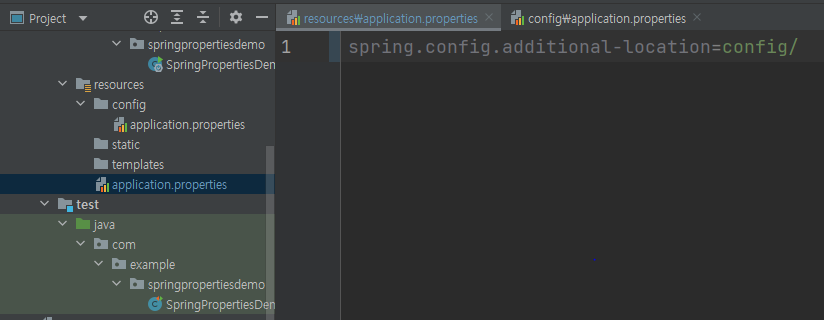 Project
resources₩application.properties
config₩application.properties
springpropertiesdemo
SpringPropertiesDen
resources
config
application.properties
static
templates
application.properties
test
java
com
example
springpropertiesdemo
SpringPropertiesDen
1 spring.config.additional-location=config/